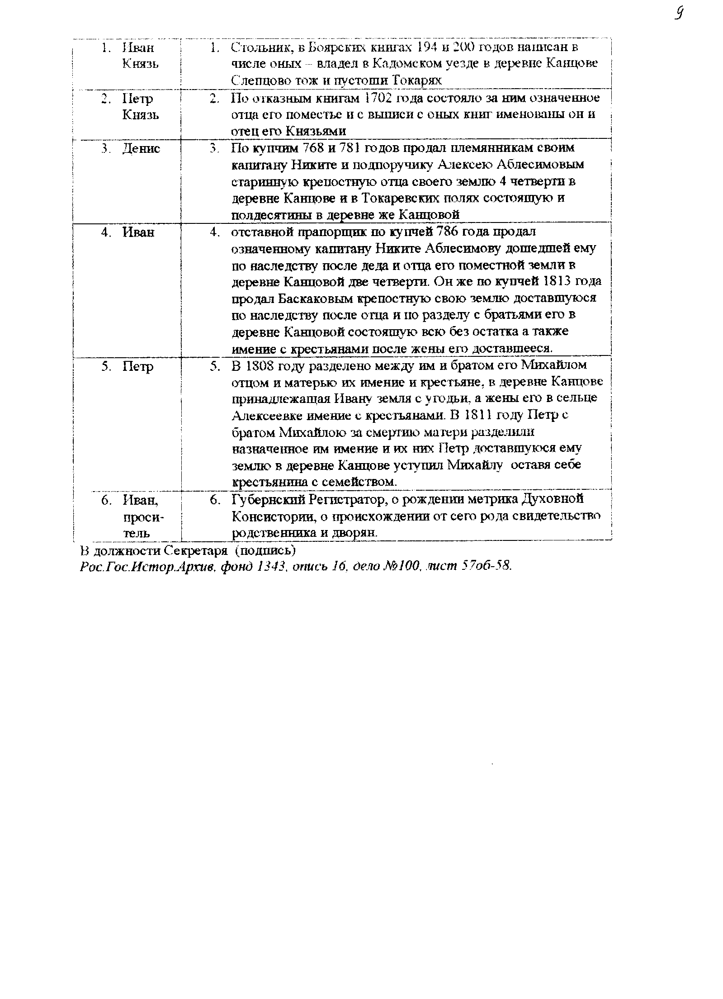 9
1. Иван 1. Стольник, в Боярских книгах 194 и 200 годов написан в
Князь числе оных – владел в Кадомском уезде в деревне Канцове
Слепцово тож и пустоши Токарях
2. Петр 2. По отказным книгам 1702 года состояло за ним означенное
Князь отца его поместье и с выписи с оных книг именованы он и
отец его Князьями
3. Денис 3. По купчим 768 и 781 годов продал племянникам своим
капитану Никите и подпоручику Алексею Аблесимовым
старинную крепостную отца своего землю 4 четверти в
деревне Канцове и в Токаревских полях состоящую и
полдесятины в деревне же Канцовой
4. Иван 4. отставной прапорщик по купчей 786 года продал
означенному капитану Никите Аблесимову дошедшей ему
по наследству после деда и отца его поместной земли в
деревне Канцовой две четверти. Он же по купчей 1813 года
продал Баскаковым крепостную свою землю доставшуюся
по наследству после отца и по разделу с братьями его в
деревне Канцовой состоящую всю без остатка а также
имение с крестьянами после жены его доставшееся.
5. Петр 5. В 1808 году разделено между им и братом его Михайлом
отцом и матерью их имение и крестьяне, в деревне Канцове
принадлежащая Ивану земля с угодьи, а жены его в сельце
Алексеевке имение с крестьянами. В 1811 году Петр с
братом Михайлою за смертию матери разделили
назначенное им имение и их них Петр доставшуюся ему
землю в деревне Канцове уступил Михайлу оставя себе
крестьянина с семейством.
6. Иван, 6. Губернский Регистратор, о рождении метрика Духовной
проси- Консистории, о происхождении от сего рода свидетельство
тель родственника и дворян.
В должности Секретаря (подпись)
Рос.Гос.Истор.Архив, фонд 1343, опись 16, дело №100, лист 57об-58.